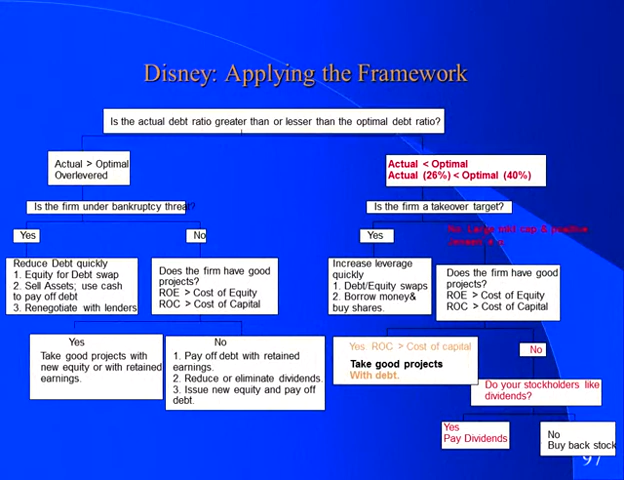 Disney: Applying the Framework
Is the actual debt ratio greater than or lesser than the optimal debt ratio?
Actual > Optimal
Overlevered
Actual < Optimal
Actual (26%) < Optimal (40%)
Is the firm under bankruptcy threat?
Is the firm a takeover target?
Yes
No
Yes
No. Large mkt cap & positive
Reduce Debt quickly
1. Equity for Debt swap
2. Sell Assets; use cash
to pay off debt
3. Renegotiate with lenders
Does the firm have good
projects?
ROE > Cost of Equity
ROC > Cost of Capital
Increase leverage
quickly
1. Debt/Equity swaps
2. Borrow money&
buy shares.
Does the firm have good
projects?
ROE > Cost of Equity
ROC > Cost of Capital
Yes
Take good projects with
new equity or with retained
earnings.
No
1. Pay off debt with retained
earnings.
2. Reduce or eliminate dividends.
3. Issue new equity and pay off
debt.
Yes. ROC > Cost of capital
Take good projects
With debt.
No
Do your stockholders like
dividends?
Yes
Pay Dividends
No
Buy back stock
97